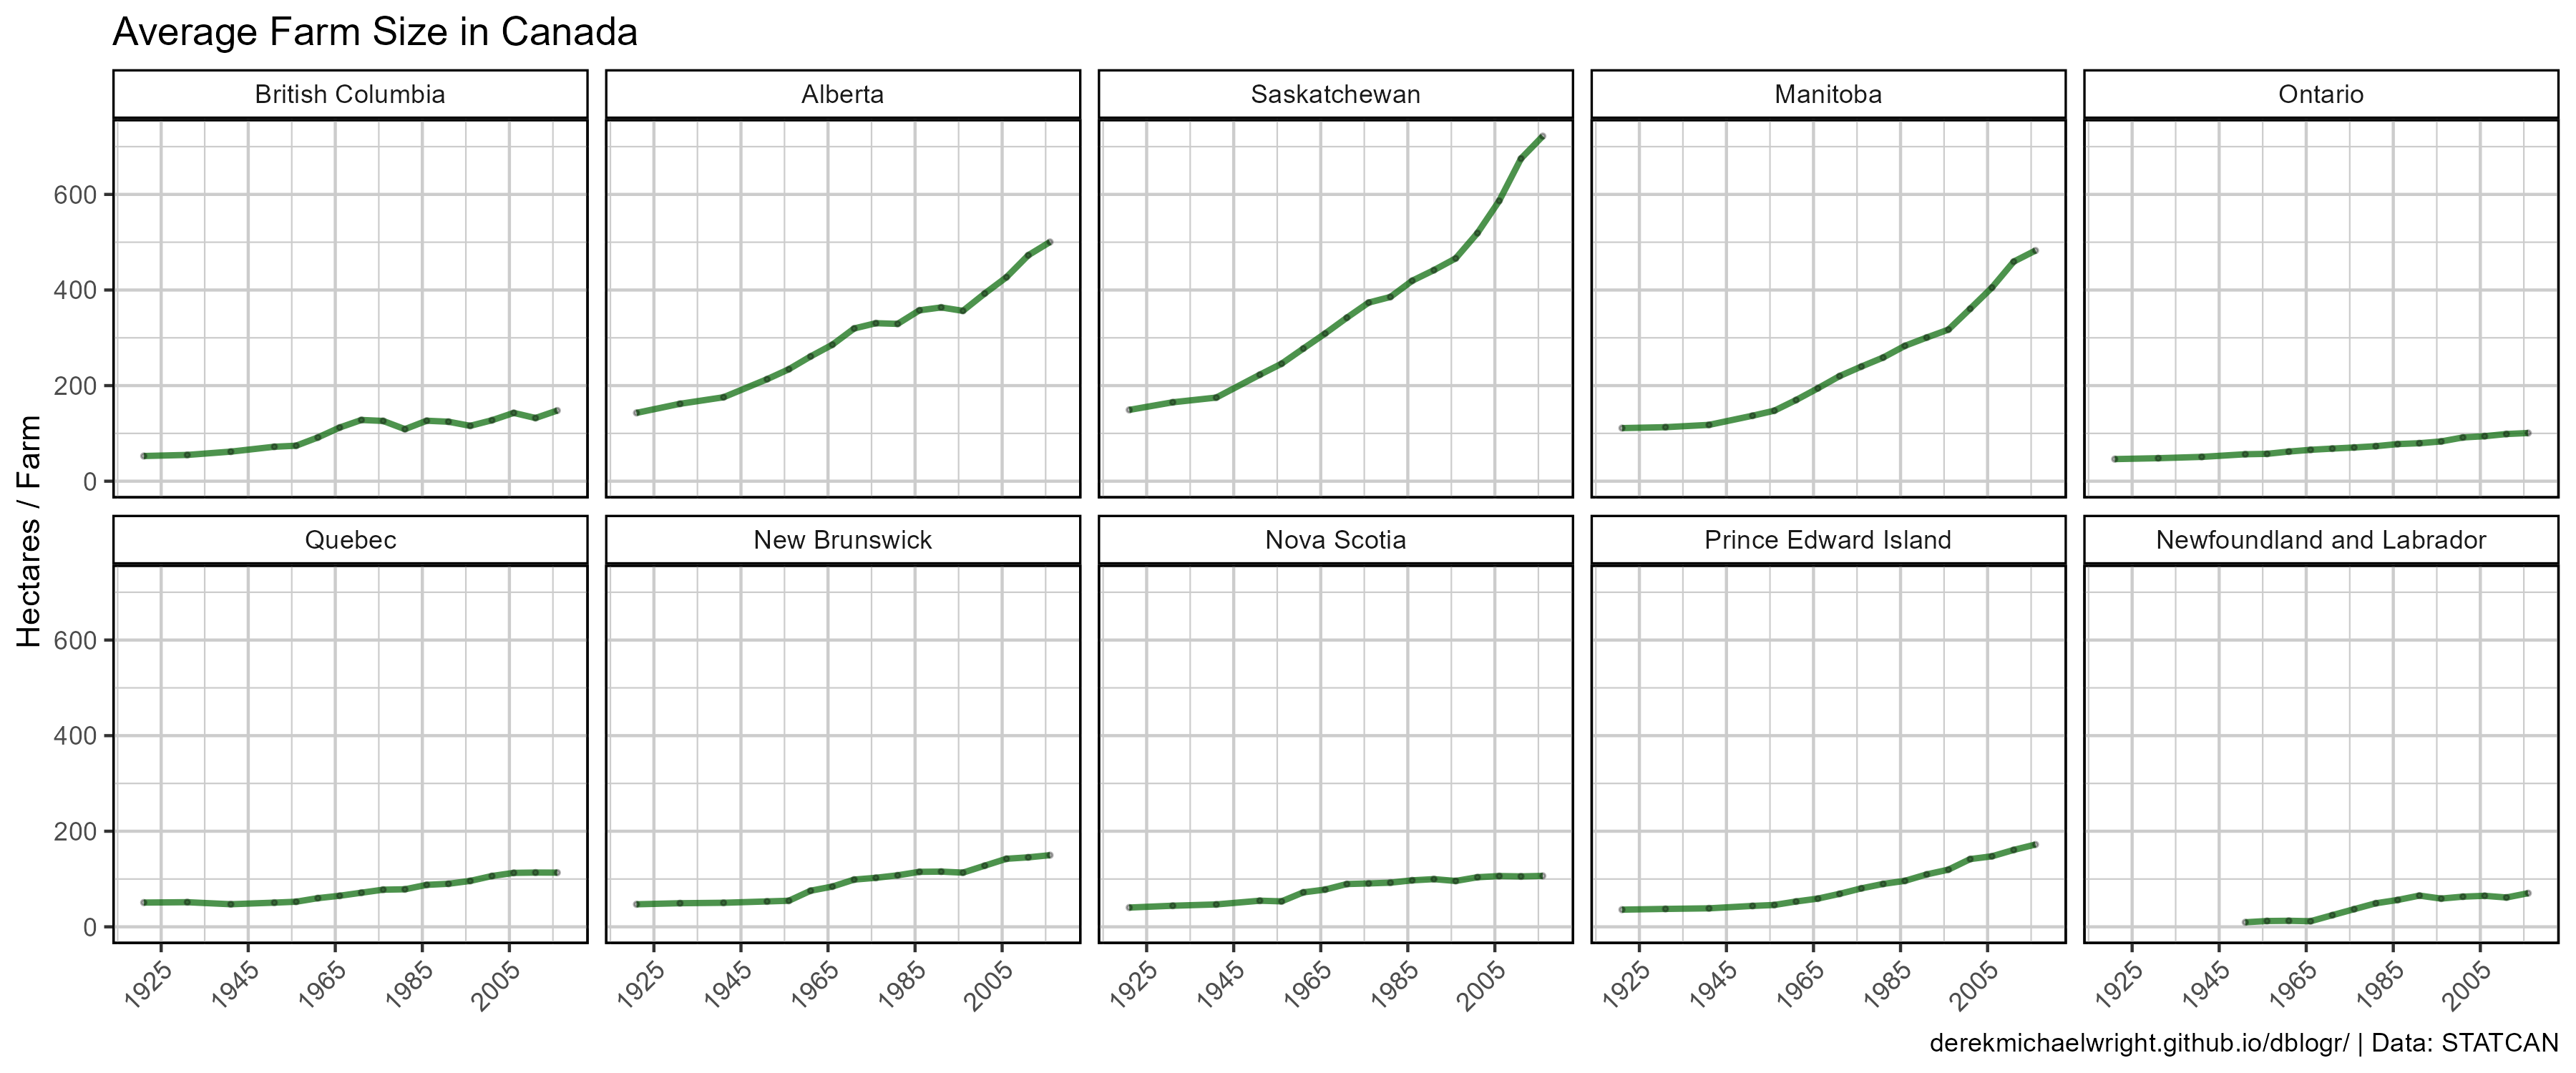 Average Farm Size in Canada
British Columbia
Alberta
Saskatchewan
Manitoba
Ontario
600
400
200
0
Hectares / Farm
Quebec
New Brunswick
Nova Scotia
Prince Edward Island
Newfoundland and Labrador
600
400
200
0
1925 1945 1965 1985 2005
1925 1945 1965 1985 2005
1925 1945 1965 1985 2005
1925 1945 1965 1985 2005
1925 1945 1965 1985 2005
derekmichaelwright.github.io/dblogr/ | Data: STATCAN